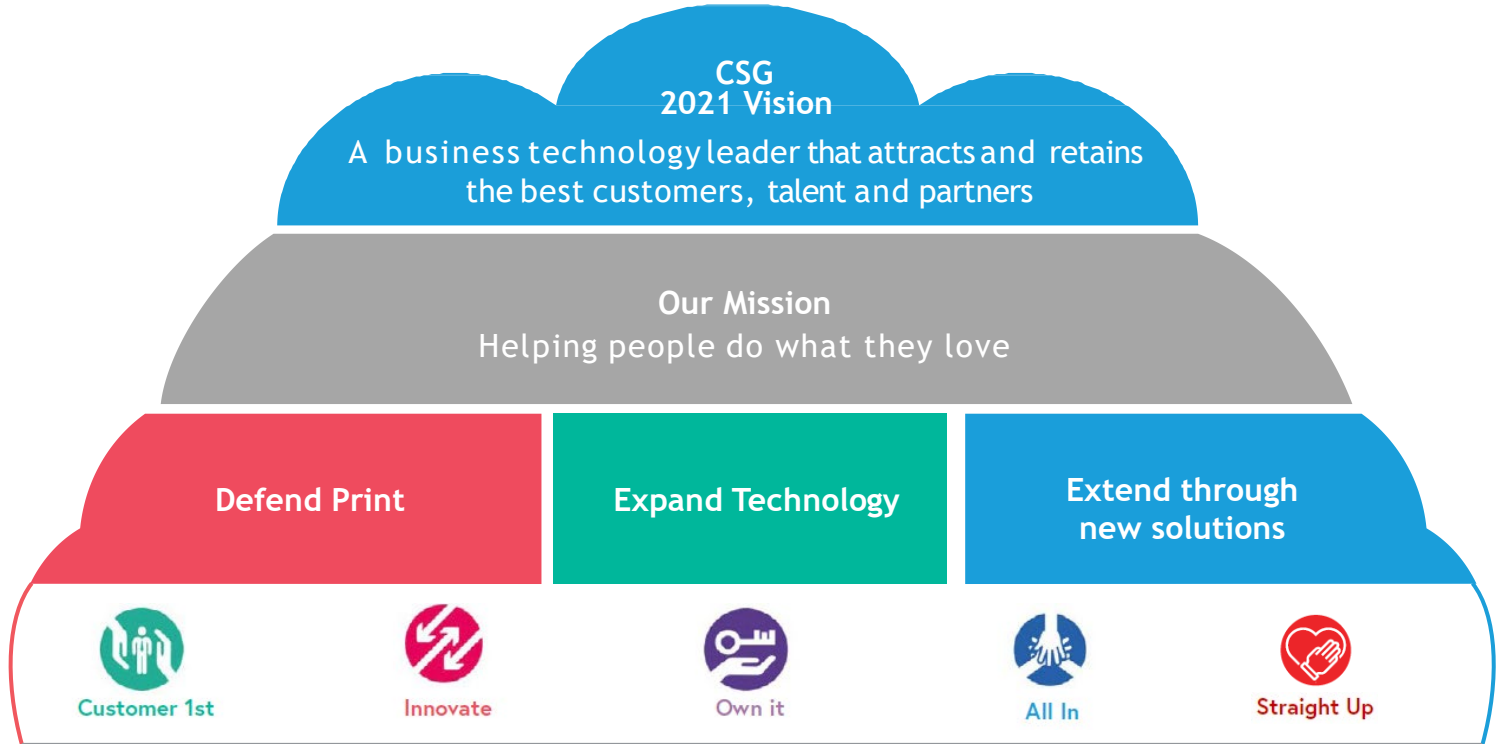 CSG
2021 Vision
A business technology leader that attracts and retains
the best customers, talent and partners
Our Mission
Helping people do what they love
Defend Print
Expand Technology
Extend through
new solutions
Customer 1st
Innovate
Own it
All In
Straight Up